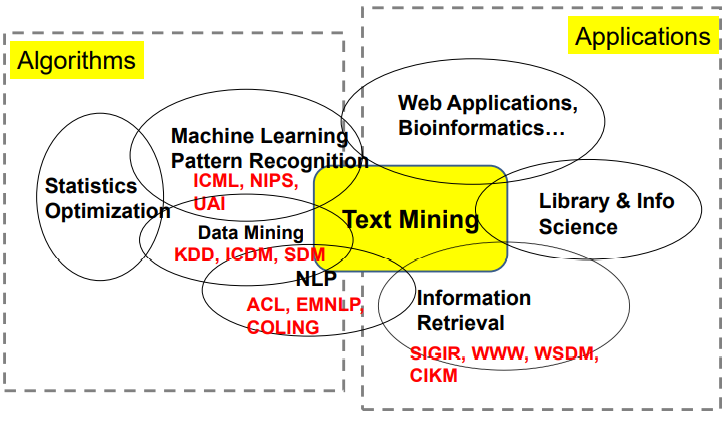 Algorithms
Applications
Web Applications,
Bioinformatics…
Machine Learning
Pattern Recognition
ICML, NIPS,
UAI
Statistics
Optimization
Text Mining
Library & Info
Science
Data Mining
KDD, ICDM, SDM
NLP
ACL, EMNLP,
COLING
Information
Retrieval
SIGIR, WWW, WSDM,
CIKM